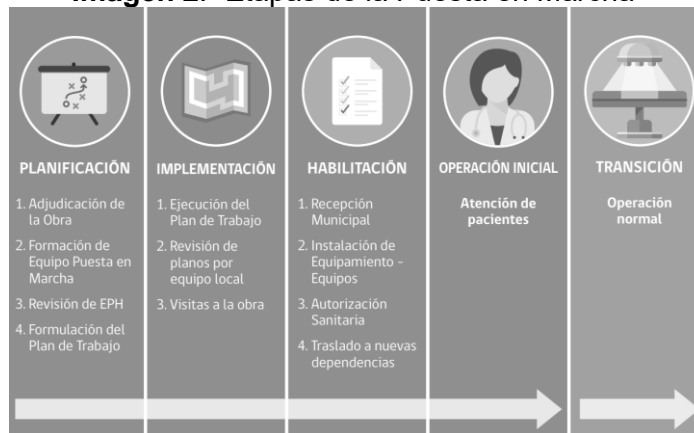 Imagen 2. Etapas de la Puesta en Marcha
PLANIFICACIÓN
1. Adjudicación de
la Obra
2. Formación de
Equipo Puesta en
Marcha
3. Revisión de EPH
4. Formulación del
Plan de Trabajo
IMPLEMENTACIÓN
1. Ejecución del
Plan de Trabajo
2. Revisión de
planos por
equipo local
3. Visitas a la obra
HABILITACIÓN
1. Recepción
Municipal
2. Instalación de
Equipamiento -
Equipos
3. Autorización
Sanitaria
4. Traslado a nuevas
dependencias
OPERACIÓN INICIAL
Atención de
pacientes
TRANSICIÓN
Operación
normal